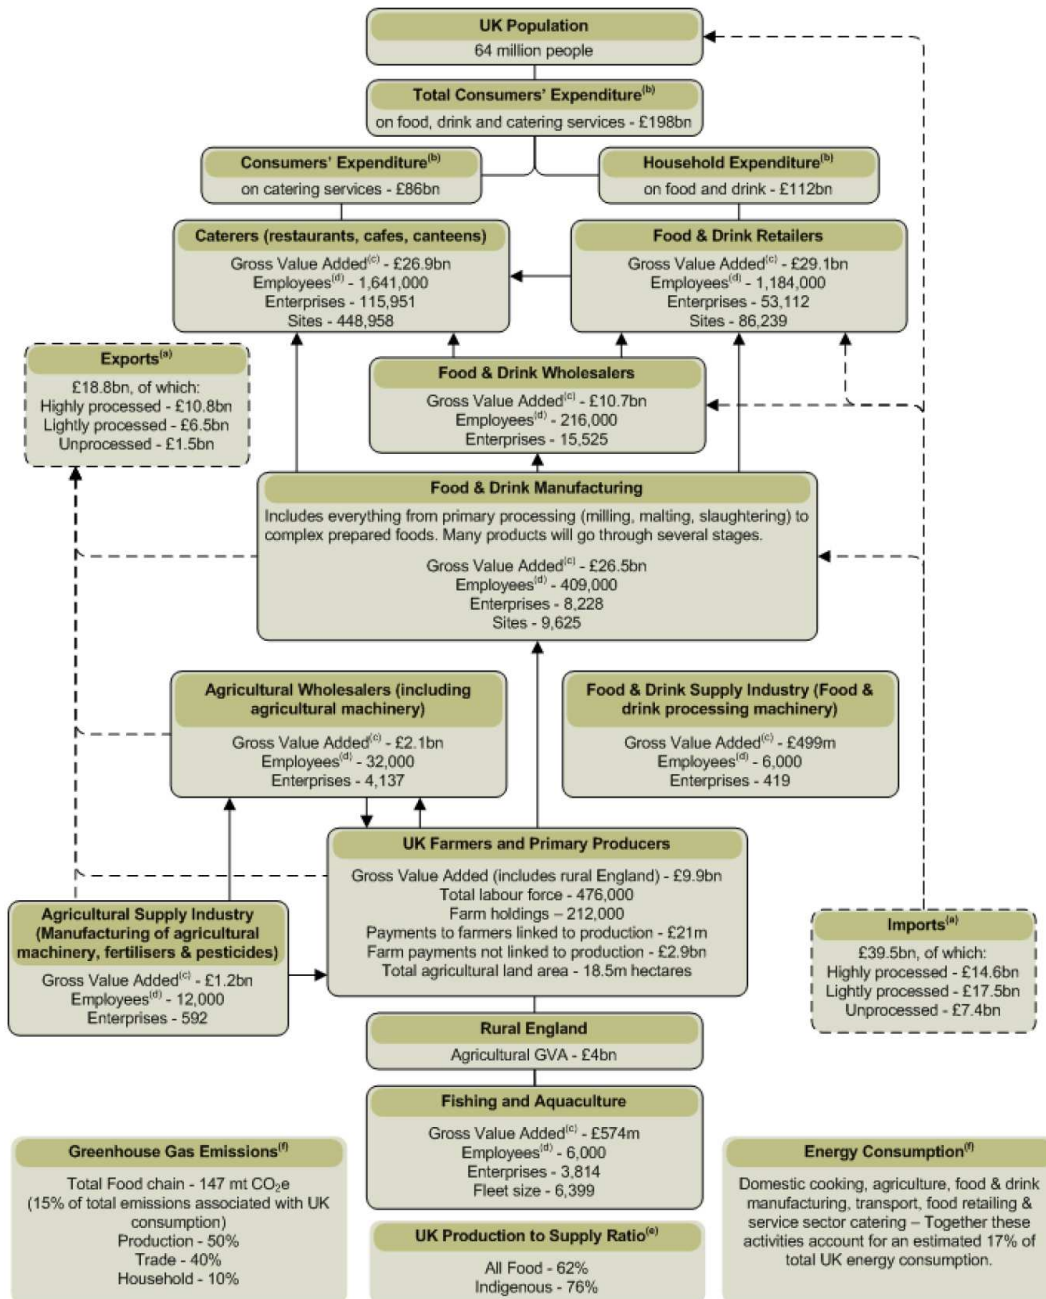 UK Population
64 million people
Total Consumers' Expenditure(b)
on food, drink and catering services - £198bn
Consumers' Expenditure(b)
on catering services - £86bn
Household Expenditure(b)
on food and drink - £112bn
Caterers (restaurants, cafes, canteens)
Gross Value Added(c) - £26.9bn
Employees(d) - 1,641,000
Enterprises - 115,951
Sites - 448,958
Food & Drink Retailers
Gross Value Added(c) - £29.1bn
Employees(d) - 1,184,000
Enterprises - 53,112
Sites - 86,239
Exports(a)
£18.8bn, of which:
Highly processed - £10.8bn
Lightly processed - £6.5bn
Unprocessed - £1.5bn
Food & Drink Wholesalers
Gross Value Added(c) - £10.7bn
Employees(d) - 216,000
Enterprises - 15,525
Food & Drink Manufacturing
Includes everything from primary processing (milling, malting, slaughtering) to
complex prepared foods. Many products will go through several stages.
Gross Value Added(c) - £26.5bn
Employees(d) - 409,000
Enterprises - 8,228
Sites - 9,625
Agricultural Wholesalers (including
agricultural machinery)
Gross Value Added(c) - £2.1bn
Employees(d) - 32,000
Enterprises - 4,137
Food & Drink Supply Industry (Food &
drink processing machinery)
Gross Value Added(c) - £499m
Employees(d) - 6,000
Enterprises - 419
UK Farmers and Primary Producers
Gross Value Added (includes rural England) - £9.9bn
Total labour force - 476,000
Farm holdings – 212,000
Payments to farmers linked to production - £21m
Farm payments not linked to production - £2.9bn
Total agricultural land area - 18.5m hectares
Agricultural Supply Industry
(Manufacturing of agricultural
machinery, fertilisers & pesticides)
Gross Value Added(c) - £1.2bn
Employees(d) - 12,000
Enterprises - 592
Imports(a)
£39.5bn, of which:
Highly processed - £14.6bn
Lightly processed - £17.5bn
Unprocessed - £7.4bn
Rural England
Agricultural GVA - £4bn
Fishing and Aquaculture
Gross Value Added(c) - £574m
Employees(d) - 6,000
Enterprises - 3,814
Fleet size - 6,399
Greenhouse Gas Emissions(f)
Total Food chain - 147 mt CO2e
(15% of total emissions associated with UK
consumption)
Production - 50%
Trade - 40%
Household - 10%
UK Production to Supply Ratio(e)
All Food - 62%
Indigenous - 76%
Energy Consumption(f)
Domestic cooking, agriculture, food & drink
manufacturing, transport, food retailing &
service sector catering – Together these
activities account for an estimated 17% of
total UK energy consumption.